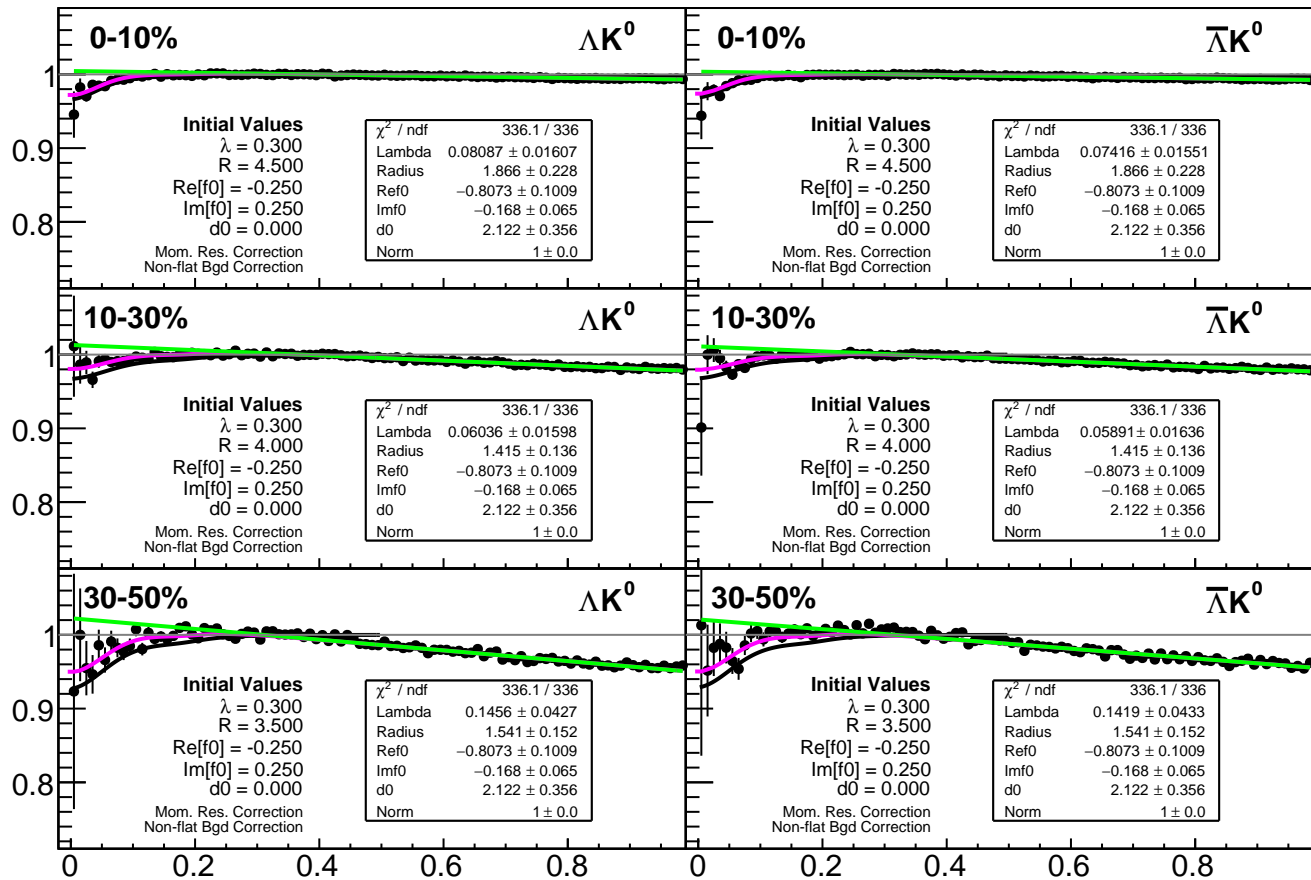 0-10% ΛK⁰
1
0.9
0.8
Initial Values
λ = 0.300
R = 4.500
Re[f0] = -0.250
Im[f0] = 0.250
d0 = 0.000
Mom. Res. Correction
Non-flat Bgd Correction
χ² / ndf 336.1 / 336
Lambda 0.08087 ± 0.01607
Radius 1.866 ± 0.228
Ref0 −0.8073 ± 0.1009
Imf0 −0.168 ± 0.065
d0 2.122 ± 0.356
Norm 1 ± 0.0
0-10% Λ̅K⁰
Initial Values
λ = 0.300
R = 4.500
Re[f0] = -0.250
Im[f0] = 0.250
d0 = 0.000
Mom. Res. Correction
Non-flat Bgd Correction
χ² / ndf 336.1 / 336
Lambda 0.07416 ± 0.01551
Radius 1.866 ± 0.228
Ref0 −0.8073 ± 0.1009
Imf0 −0.168 ± 0.065
d0 2.122 ± 0.356
Norm 1 ± 0.0
10-30% ΛK⁰
1
0.9
0.8
Initial Values
λ = 0.300
R = 4.000
Re[f0] = -0.250
Im[f0] = 0.250
d0 = 0.000
Mom. Res. Correction
Non-flat Bgd Correction
χ² / ndf 336.1 / 336
Lambda 0.06036 ± 0.01598
Radius 1.415 ± 0.136
Ref0 −0.8073 ± 0.1009
Imf0 −0.168 ± 0.065
d0 2.122 ± 0.356
Norm 1 ± 0.0
10-30% Λ̅K⁰
Initial Values
λ = 0.300
R = 4.000
Re[f0] = -0.250
Im[f0] = 0.250
d0 = 0.000
Mom. Res. Correction
Non-flat Bgd Correction
χ² / ndf 336.1 / 336
Lambda 0.05891 ± 0.01636
Radius 1.415 ± 0.136
Ref0 −0.8073 ± 0.1009
Imf0 −0.168 ± 0.065
d0 2.122 ± 0.356
Norm 1 ± 0.0
30-50% ΛK⁰
1
0.9
0.8
Initial Values
λ = 0.300
R = 3.500
Re[f0] = -0.250
Im[f0] = 0.250
d0 = 0.000
Mom. Res. Correction
Non-flat Bgd Correction
χ² / ndf 336.1 / 336
Lambda 0.1456 ± 0.0427
Radius 1.541 ± 0.152
Ref0 −0.8073 ± 0.1009
Imf0 −0.168 ± 0.065
d0 2.122 ± 0.356
Norm 1 ± 0.0
30-50% Λ̅K⁰
Initial Values
λ = 0.300
R = 3.500
Re[f0] = -0.250
Im[f0] = 0.250
d0 = 0.000
Mom. Res. Correction
Non-flat Bgd Correction
χ² / ndf 336.1 / 336
Lambda 0.1419 ± 0.0433
Radius 1.541 ± 0.152
Ref0 −0.8073 ± 0.1009
Imf0 −0.168 ± 0.065
d0 2.122 ± 0.356
Norm 1 ± 0.0
0 0.2 0.4 0.6 0.8 0 0.2 0.4 0.6 0.8